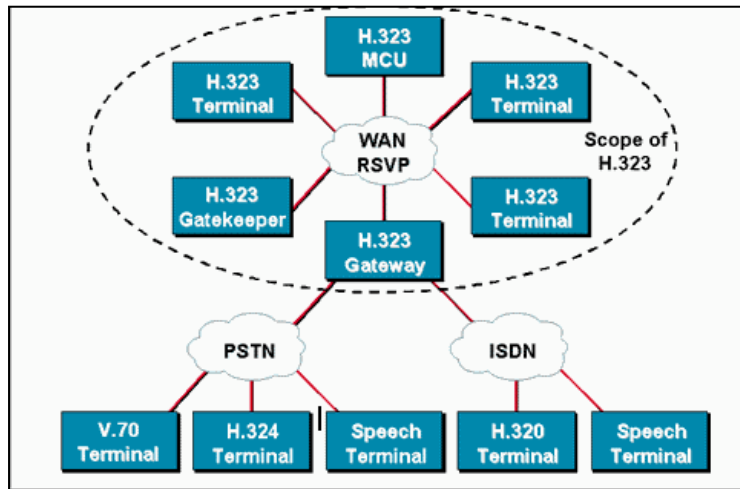 H.323
MCU
H.323
Terminal
H.323
Terminal
WAN
RSVP
Scope of
H.323
H.323
Gatekeeper
H.323
Terminal
H.323
Gateway
PSTN
ISDN
V.70
Terminal
H.324
Terminal
Speech
Terminal
H.320
Terminal
Speech
Terminal